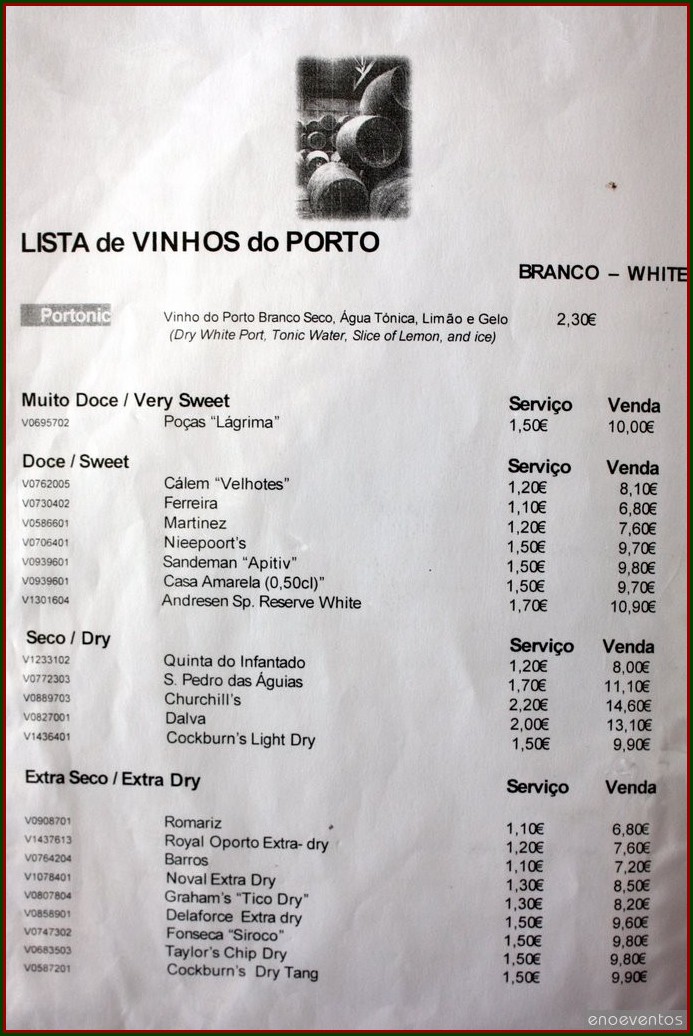 LISTA de VINHOS do PORTO
BRANCO – WHITE
Portonic Vinho do Porto Branco Seco, Água Tónica, Limão e Gelo 2,30€
(Dry White Port, Tonic Water, Slice of Lemon, and ice)
Muito Doce / Very Sweet Serviço Venda
V0695702 Poças “Lágrima” 1,50€ 10,00€
Doce / Sweet Serviço Venda
V0762005 Cálem “Velhotes” 1,20€ 8,10€
V0730402 Ferreira 1,10€ 6,80€
V0586601 Martinez 1,20€ 7,60€
V0706401 Nieepoort's 1,50€ 9,70€
V0939601 Sandeman “Apitiv” 1,50€ 9,80€
V0939601 Casa Amarela (0,50cl)” 1,50€ 9,70€
V1301604 Andresen Sp. Reserve White 1,70€ 10,90€
Seco / Dry Serviço Venda
V1233102 Quinta do Infantado 1,20€ 8,00€
V0772303 S. Pedro das Águias 1,70€ 11,10€
V0889703 Churchill's 2,20€ 14,60€
V0827001 Dalva 2,00€ 13,10€
V1436401 Cockburn's Light Dry 1,50€ 9,90€
Extra Seco / Extra Dry Serviço Venda
V0908701 Romariz 1,10€ 6,80€
V1437613 Royal Oporto Extra- dry 1,20€ 7,60€
V0764204 Barros 1,10€ 7,20€
V1078401 Noval Extra Dry 1,30€ 8,50€
V0807804 Graham's “Tico Dry” 1,30€ 8,20€
V0858901 Delaforce Extra dry 1,50€ 9,60€
V0747302 Fonseca “Siroco” 1,50€ 9,80€
V0683503 Taylor's Chip Dry 1,50€ 9,80€
V0587201 Cockburn's Dry Tang 1,50€ 9,90€
enoeventos